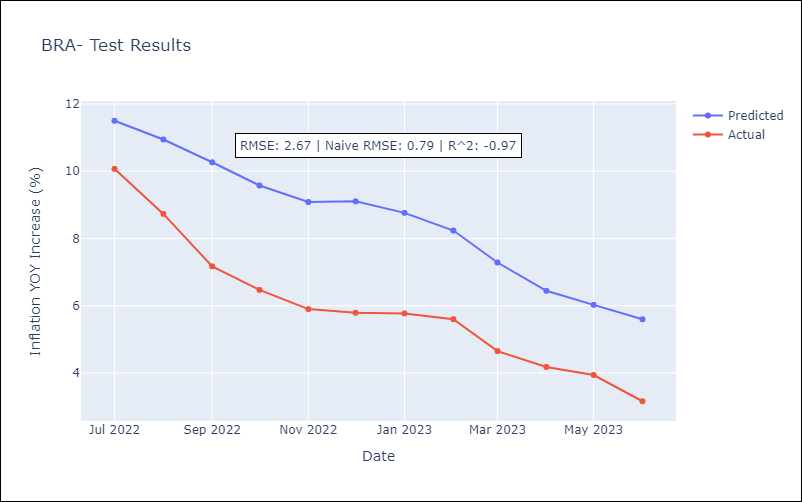 BRA- Test Results
12
10
8
6
4
Inflation YOY Increase (%)
RMSE: 2.67 | Naive RMSE: 0.79 | R^2: -0.97
Predicted
Actual
Jul 2022 Sep 2022 Nov 2022 Jan 2023 Mar 2023 May 2023
Date